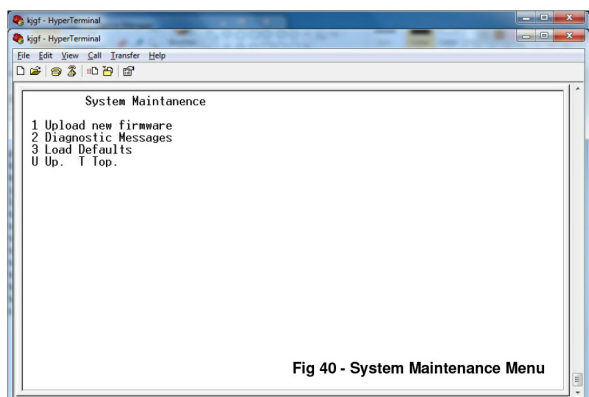 kjgf - HyperTerminal
kjgf - HyperTerminal
File Edit View Call Transfer Help
System Maintanence
1 Upload new firmware
2 Diagnostic Messages
3 Load Defaults
U Up. T Top.
Fig 40 - System Maintenance Menu